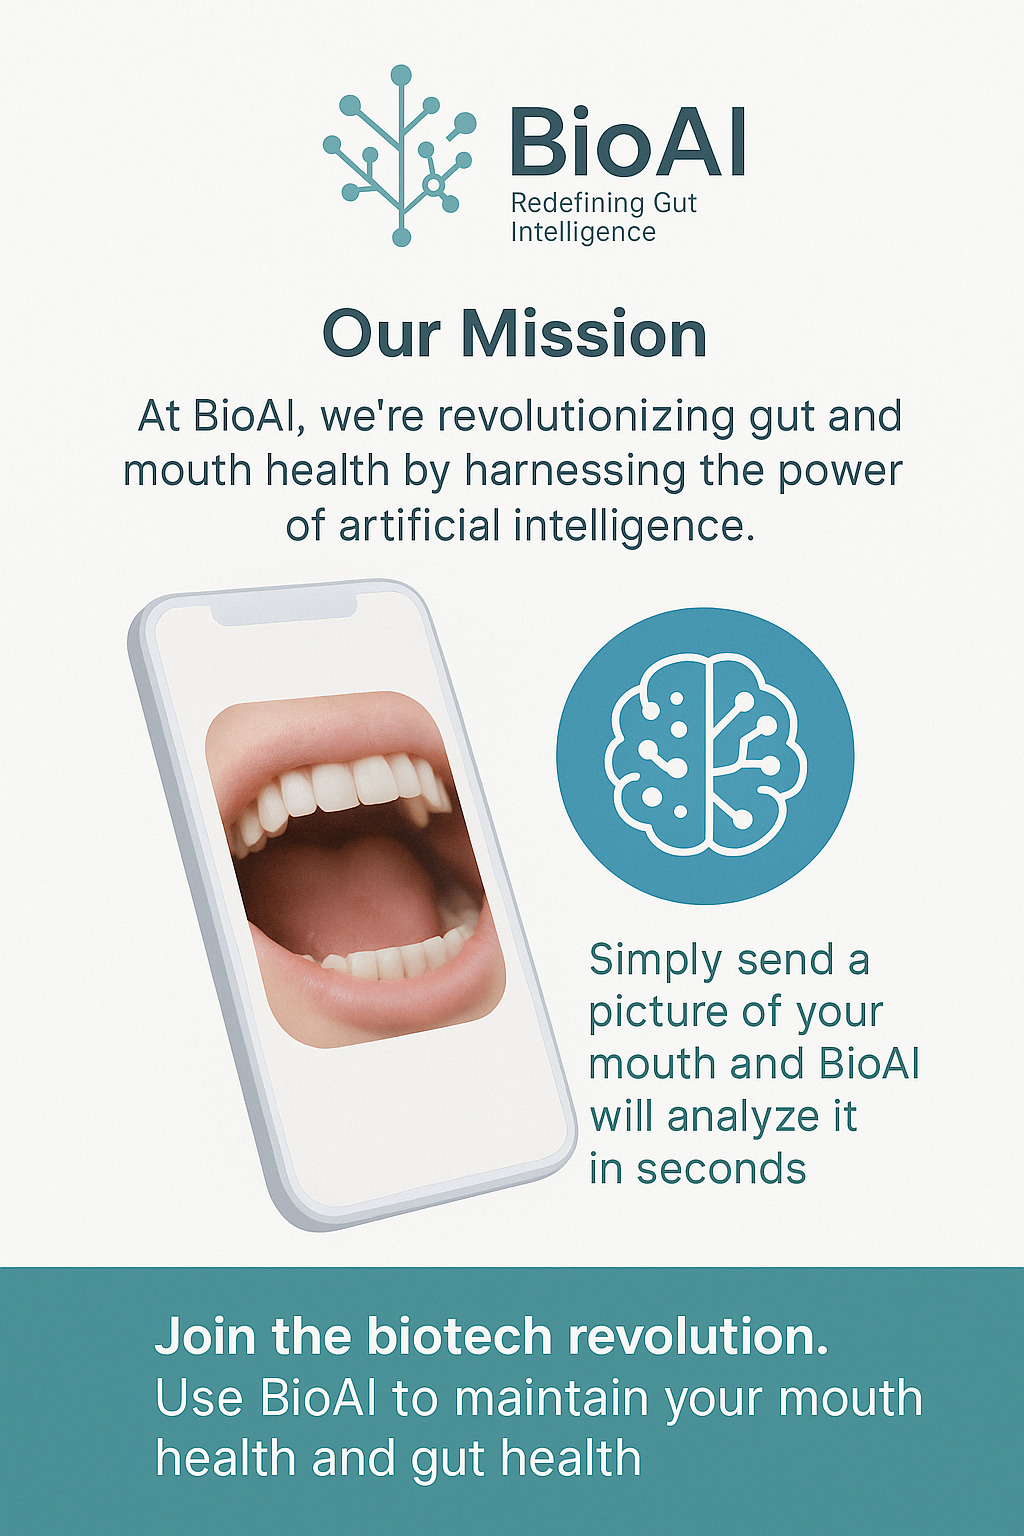 BioAI
Redefining Gut
Intelligence
Our Mission
At BioAI, we're revolutionizing gut and
mouth health by harnessing the power
of artificial intelligence.
Simply send a
picture of your
mouth and BioAI
will analyze it
in seconds
Join the biotech revolution.
Use BioAI to maintain your mouth
health and gut health